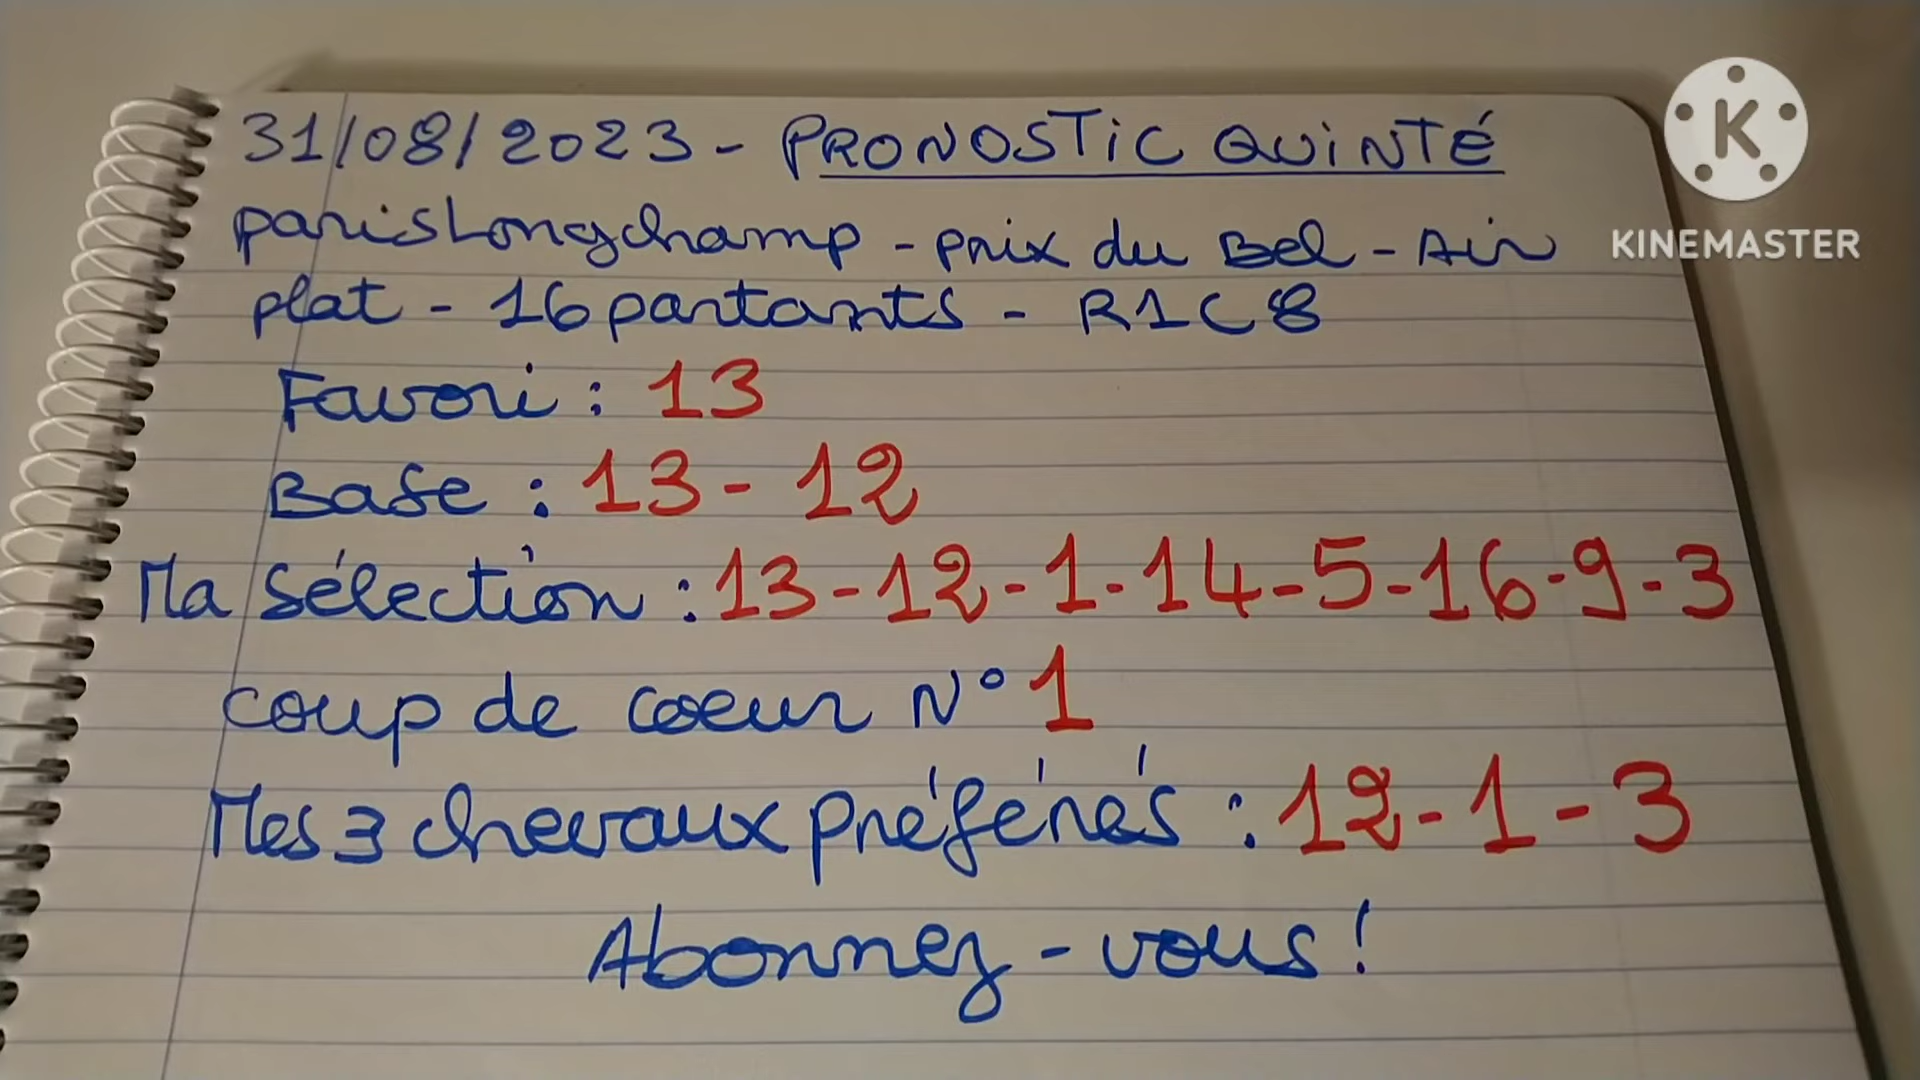 31/08/2023 - PRONOSTIC QUINTÉ
parisLongchamp - prix du Bel - Air
plat - 16 partants - R1C8
Favori : 13
Base : 13 - 12
Ma sélection : 13 - 12 - 1 - 14 - 5 - 16 - 9 - 3
coup de coeur N° 1
Mes 3 chevaux préférés : 12 - 1 - 3
Abonnez - vous !
K
KINEMASTER